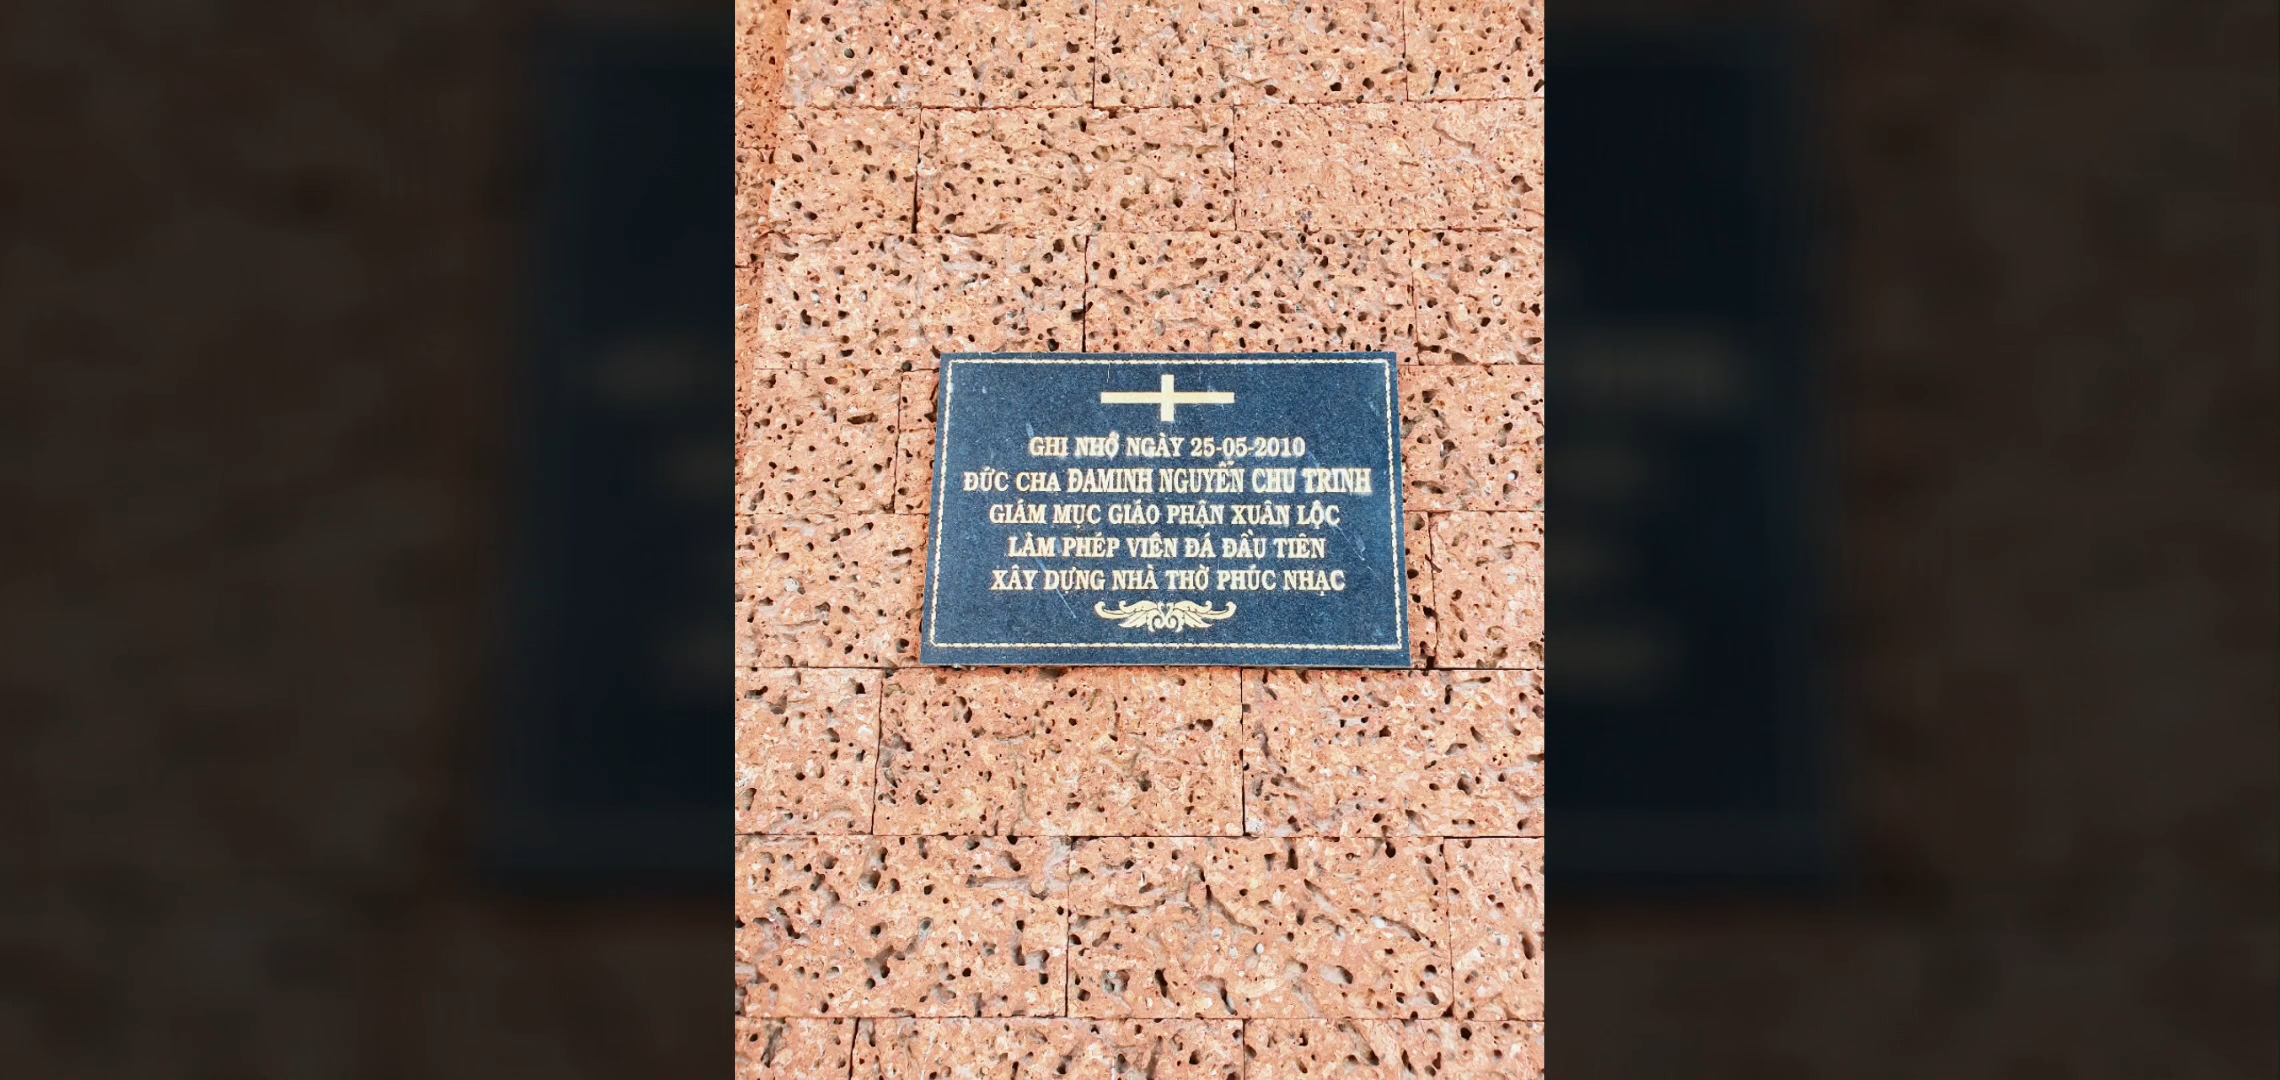 GHI NHỚ NGÀY 25-05-2010
ĐỨC CHA ĐAMINH NGUYỄN CHU TRINH
GIÁM MỤC GIÁO PHẬN XUÂN LỘC
LÀM PHÉP VIÊN ĐÁ ĐẦU TIÊN
XÂY DỰNG NHÀ THỜ PHÚC NHẠC